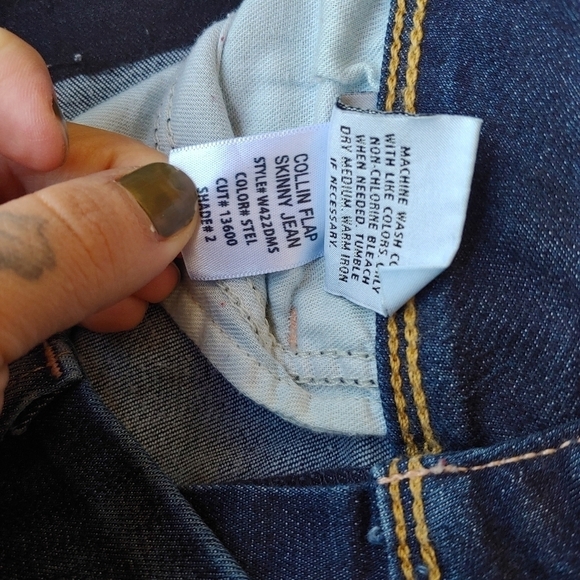 COLLIN FLAP
SKINNY JEAN
STYLE# W422DMS
COLOR# STEL
CUT# 13600
SHADE# 2
MACHINE WASH
WITH LIKE COLORS.
NON-CHLORINE BLEACH
WHEN NEEDED. TUMBLE
DRY MEDIUM. WARM IRON
IF NECESSARY.